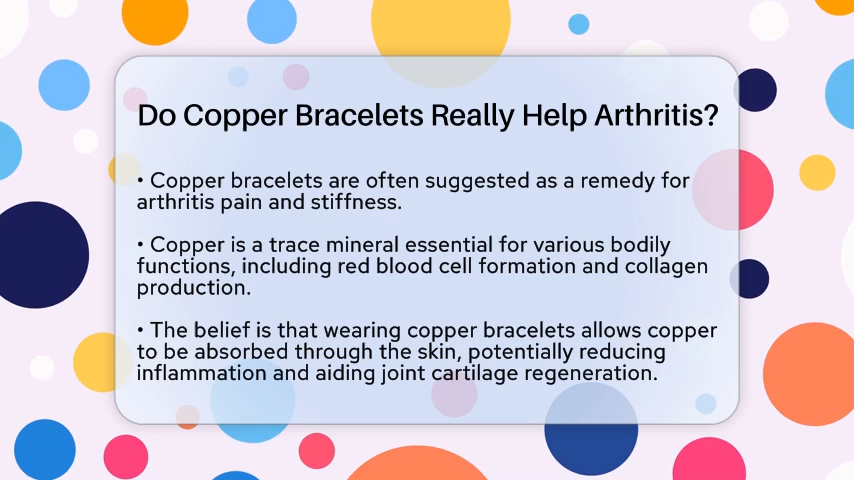 Do Copper Bracelets Really Help Arthritis?
• Copper bracelets are often suggested as a remedy for
arthritis pain and stiffness.
• Copper is a trace mineral essential for various bodily
functions, including red blood cell formation and collagen
production.
• The belief is that wearing copper bracelets allows copper
to be absorbed through the skin, potentially reducing
inflammation and aiding joint cartilage regeneration.